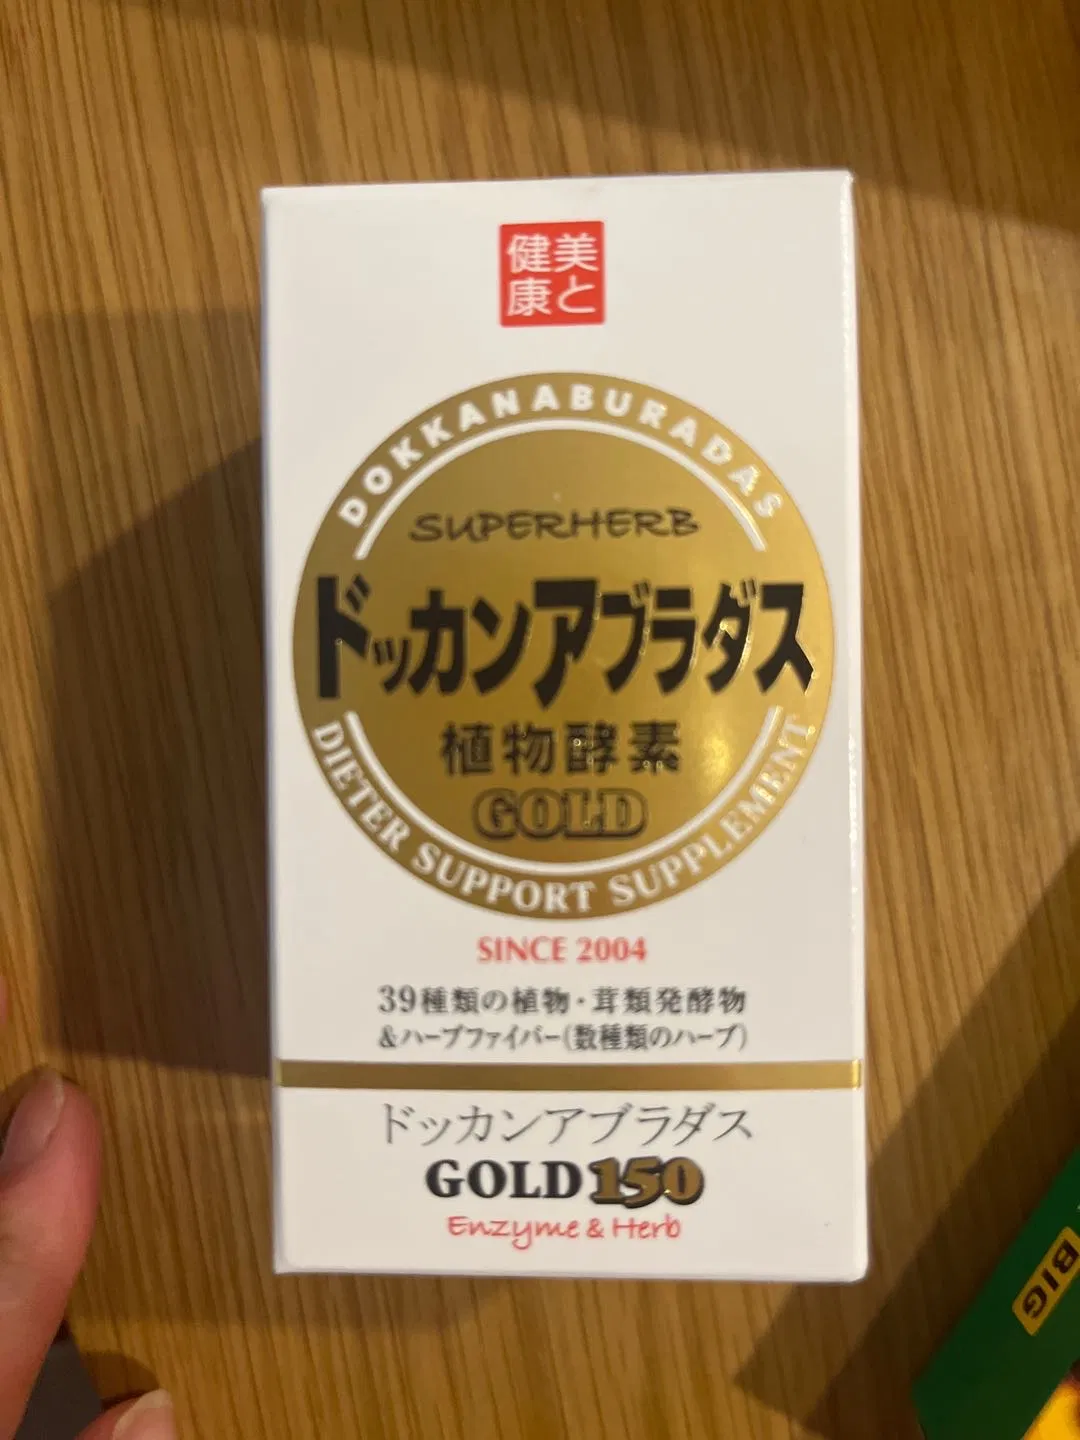 美と
健康
DOKKANABURADAS
SUPERHERB
ドッカンアブラダス
植物酵素
GOLD
DIETER SUPPORT SUPPLEMENT
SINCE 2004
39種類の植物・茸類発酵物
&ハーブファイバー(数種類のハーブ)
ドッカンアブラダス
GOLD150
Enzyme & Herb
BIG